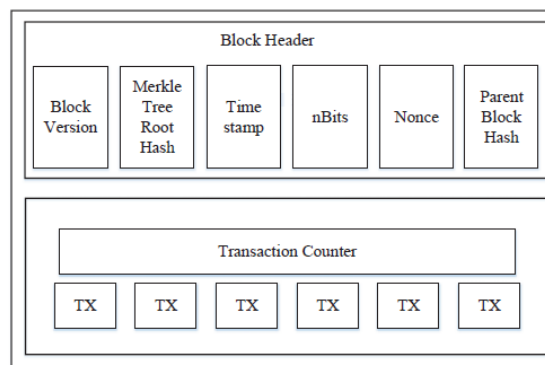 Block Header
Block
Version
Merkle
Tree
Root
Hash
Time
stamp
nBits
Nonce
Parent
Block
Hash
Transaction Counter
TX
TX
TX
TX
TX
TX